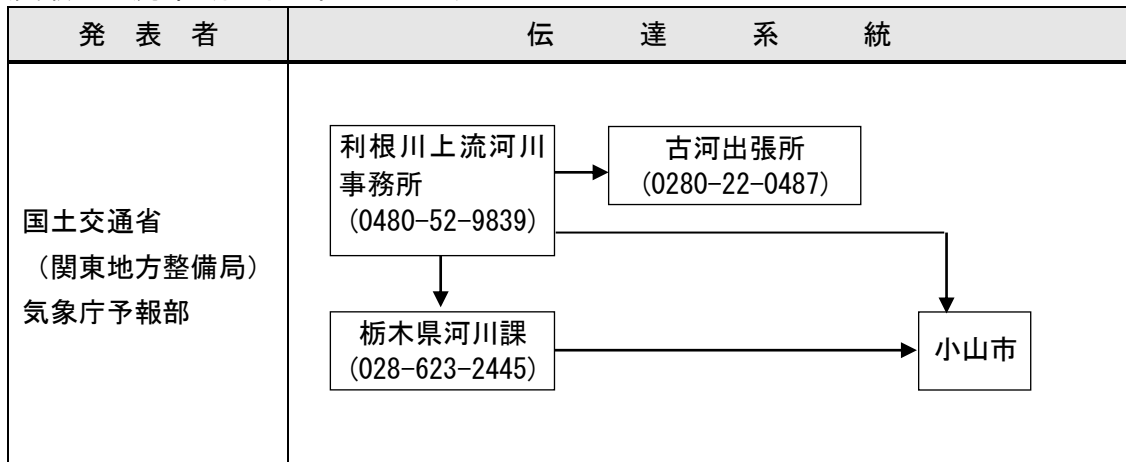 発表者
伝達系統
国土交通省
（関東地方整備局）
気象庁予報部
利根川上流河川
事務所
(0480-52-9839)
古河出張所
(0280-22-0487)
栃木県河川課
(028-623-2445)
小山市